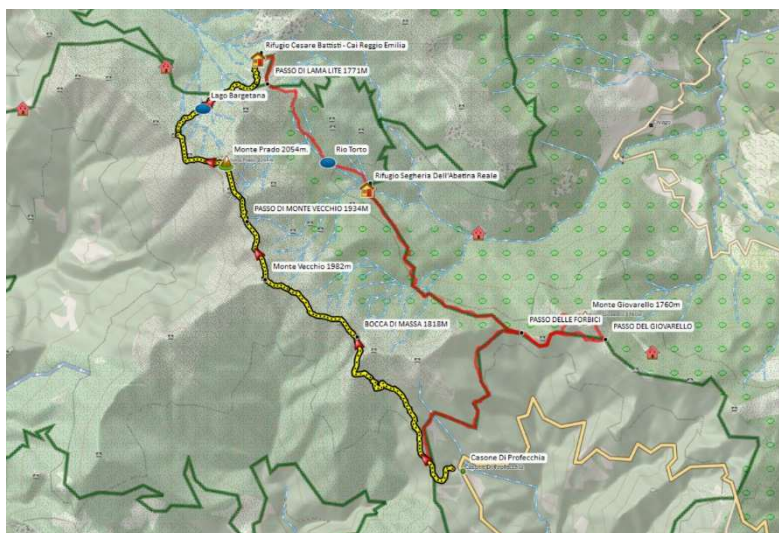 Rifugio Cesare Battisti - Cai Reggio Emilia
PASSO DI LAMA LITE 1771M
Lago Bargetana
Monte Prado 2054m.
Rio Torto
Rifugio Segheria Dell'Abetina Reale
PASSO DI MONTE VECCHIO 1934M
Monte Vecchio 1982m
Monte Giovarello 1760m
BOCCA DI MASSA 1818M
PASSO DELLE FORBICI
PASSO DEL GIOVARELLO
Casone Di Profecchia